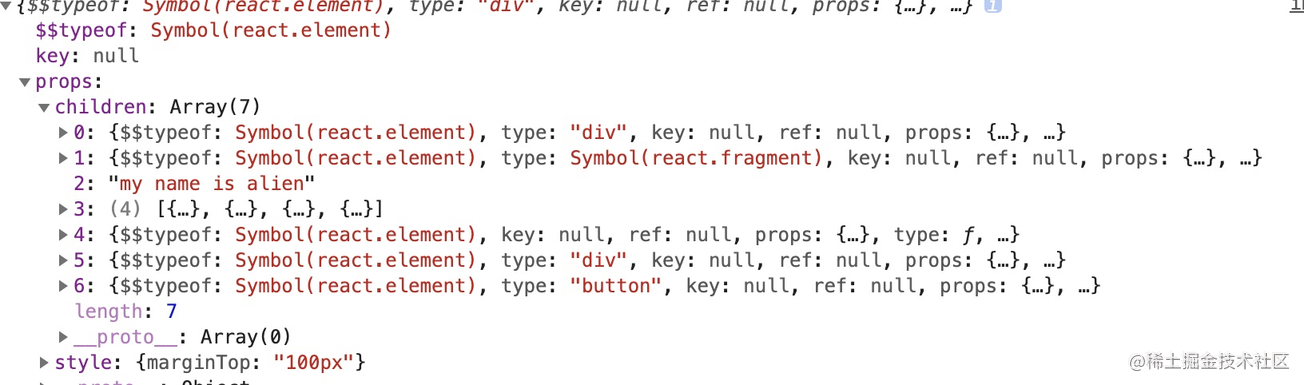 {$$typeof: Symbol(react.element), type: "div", key: null, ref: null, props: {…}, …} i
$$typeof: Symbol(react.element)
key: null
props:
children: Array(7)
0: {$$typeof: Symbol(react.element), type: "div", key: null, ref: null, props: {…}, …}
1: {$$typeof: Symbol(react.element), type: Symbol(react.fragment), key: null, ref: null, props: {…}, …}
2: "my name is alien"
3: (4) [{…}, {…}, {…}, {…}]
4: {$$typeof: Symbol(react.element), key: null, ref: null, props: {…}, type: ƒ, …}
5: {$$typeof: Symbol(react.element), type: "div", key: null, ref: null, props: {…}, …}
6: {$$typeof: Symbol(react.element), type: "button", key: null, ref: null, props: {…}, …}
length: 7
__proto__: Array(0)
style: {marginTop: "100px"}
__proto__: Object
@稀土掘金技术社区